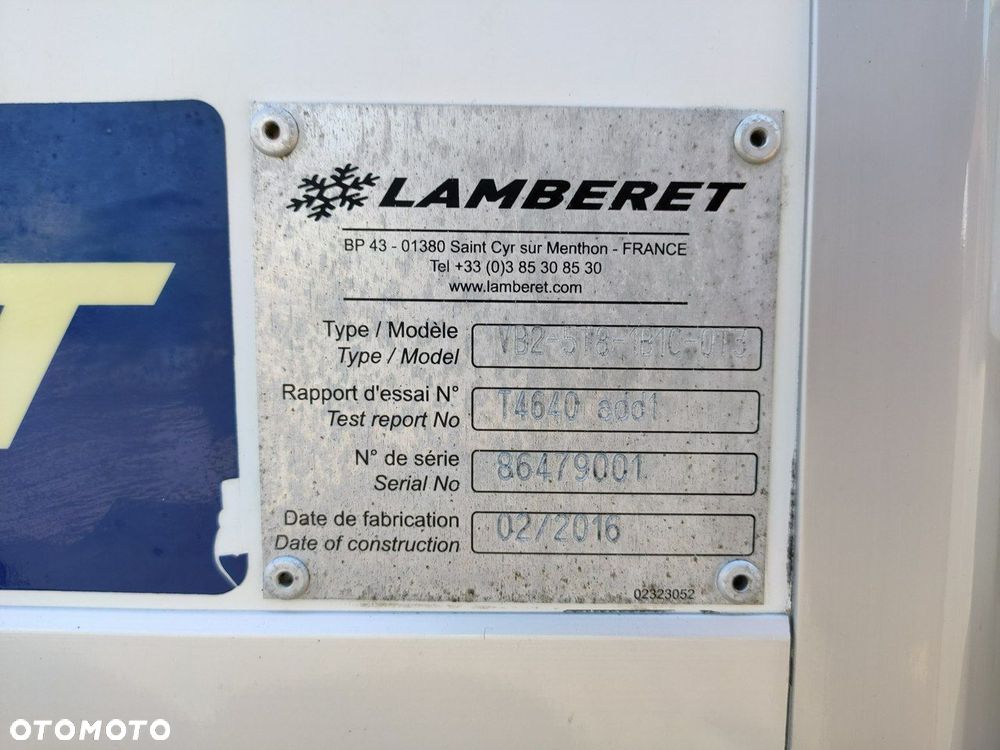 T
LAMBERET
BP 43 - 01380 Saint Cyr sur Menthon - FRANCE
Tel +33 (0)3 85 30 85 30
www.lamberet.com
Type / Modèle
Type / Model
Rapport d'essai N°
Test report No
T4640 add1
N° de série
Serial No
86479001
Date de fabrication
Date of construction
02/2016
02323052
OTOMOTO